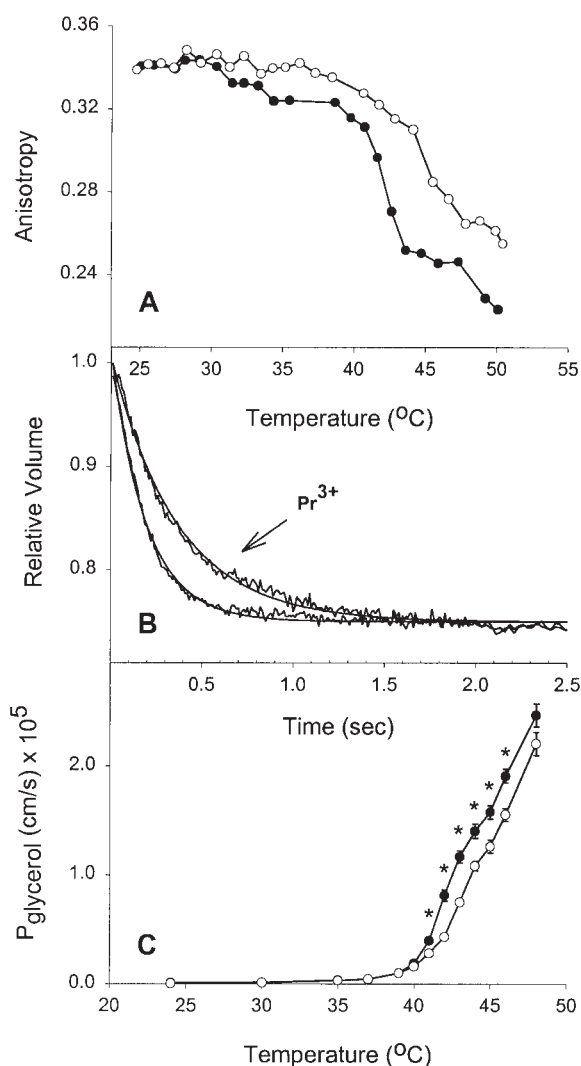 0.36
0.32
0.28
0.24
Anisotropy
A
25 30 35 40 45 50 55
Temperature (°C)
1.0
0.9
0.8
Relative Volume
Pr3+
B
0.5 1.0 1.5 2.0 2.5
Time (sec)
2.0
1.0
0.0
Pglycerol (cm/s) x 10^5
* * * * * *
C
20 25 30 35 40 45 50
Temperature (°C)